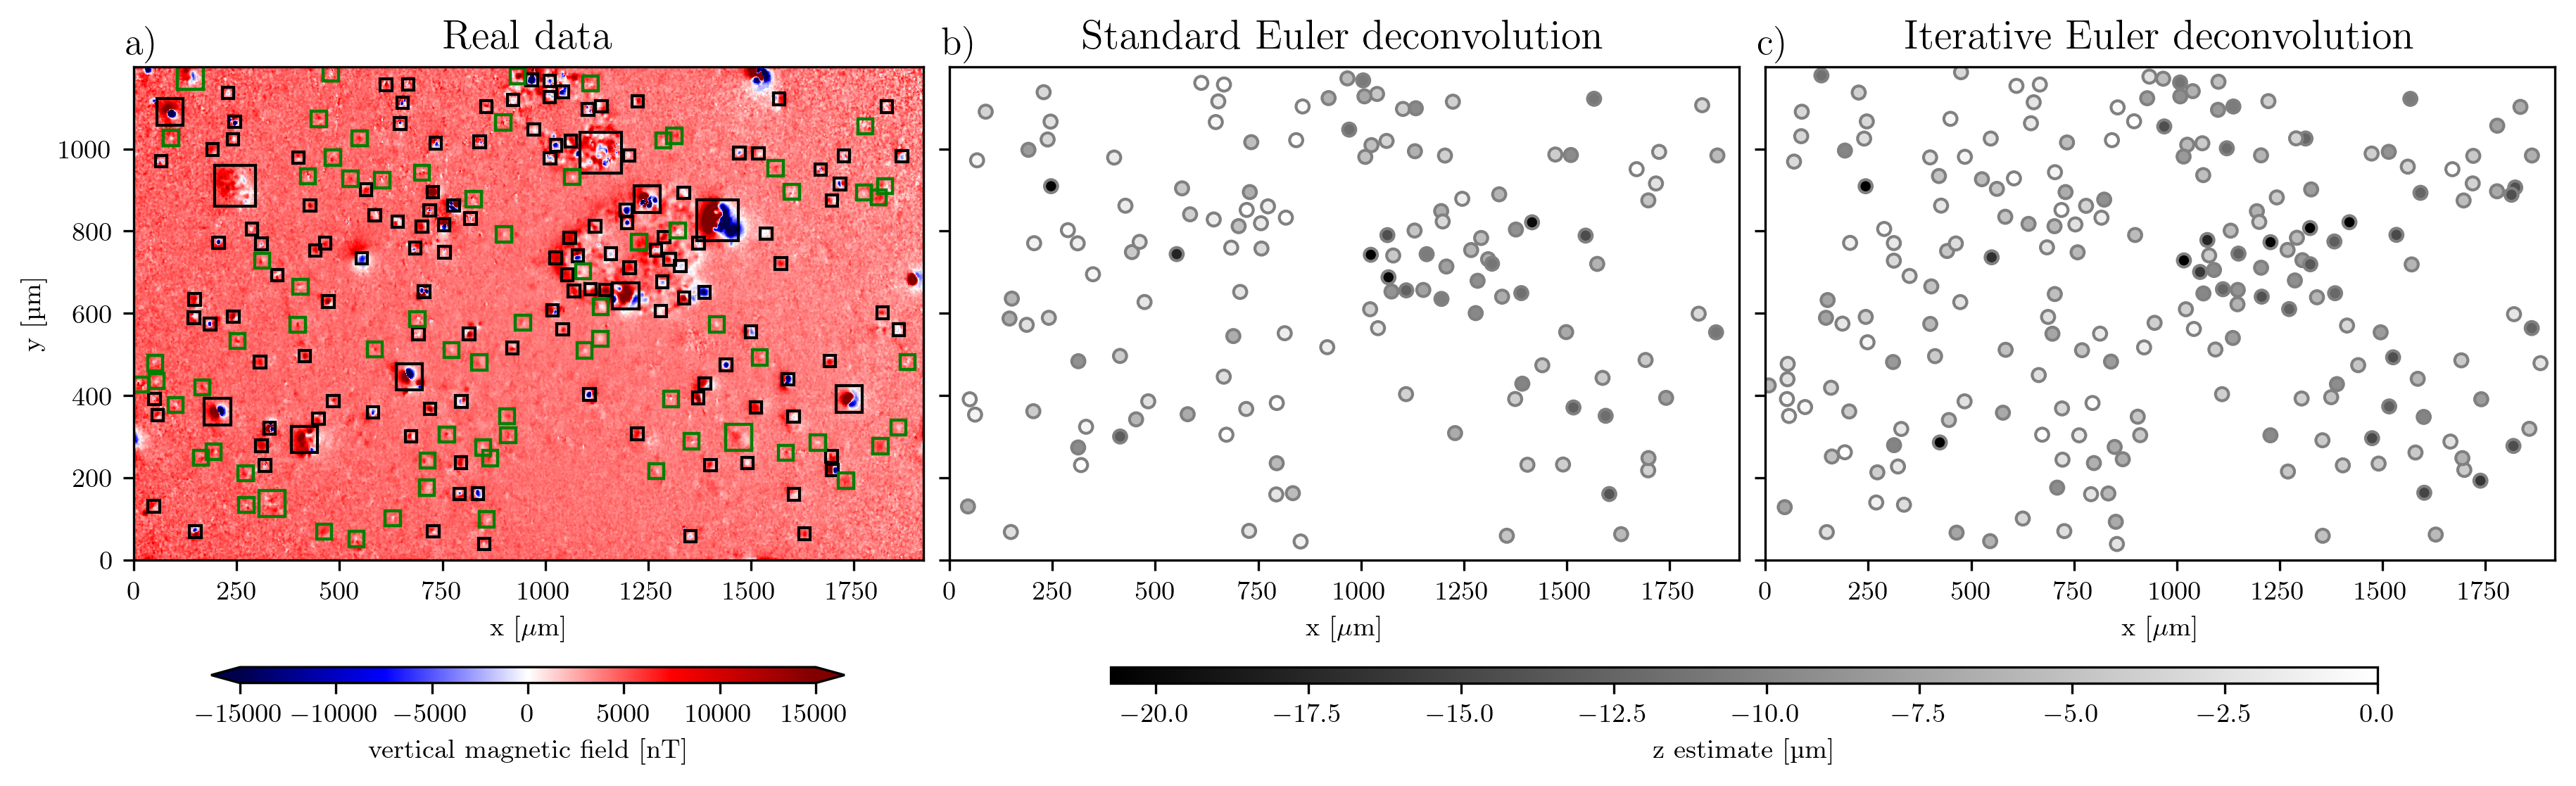 a) Real data
b) Standard Euler deconvolution
c) Iterative Euler deconvolution
1000
800
600
400
200
0
y [µm]
0 250 500 750 1000 1250 1500 1750
0 250 500 750 1000 1250 1500 1750
0 250 500 750 1000 1250 1500 1750
x [μm]
x [μm]
x [μm]
−15000 −10000 −5000 0 5000 10000 15000
vertical magnetic field [nT]
−20.0 −17.5 −15.0 −12.5 −10.0 −7.5 −5.0 −2.5 0.0
z estimate [µm]